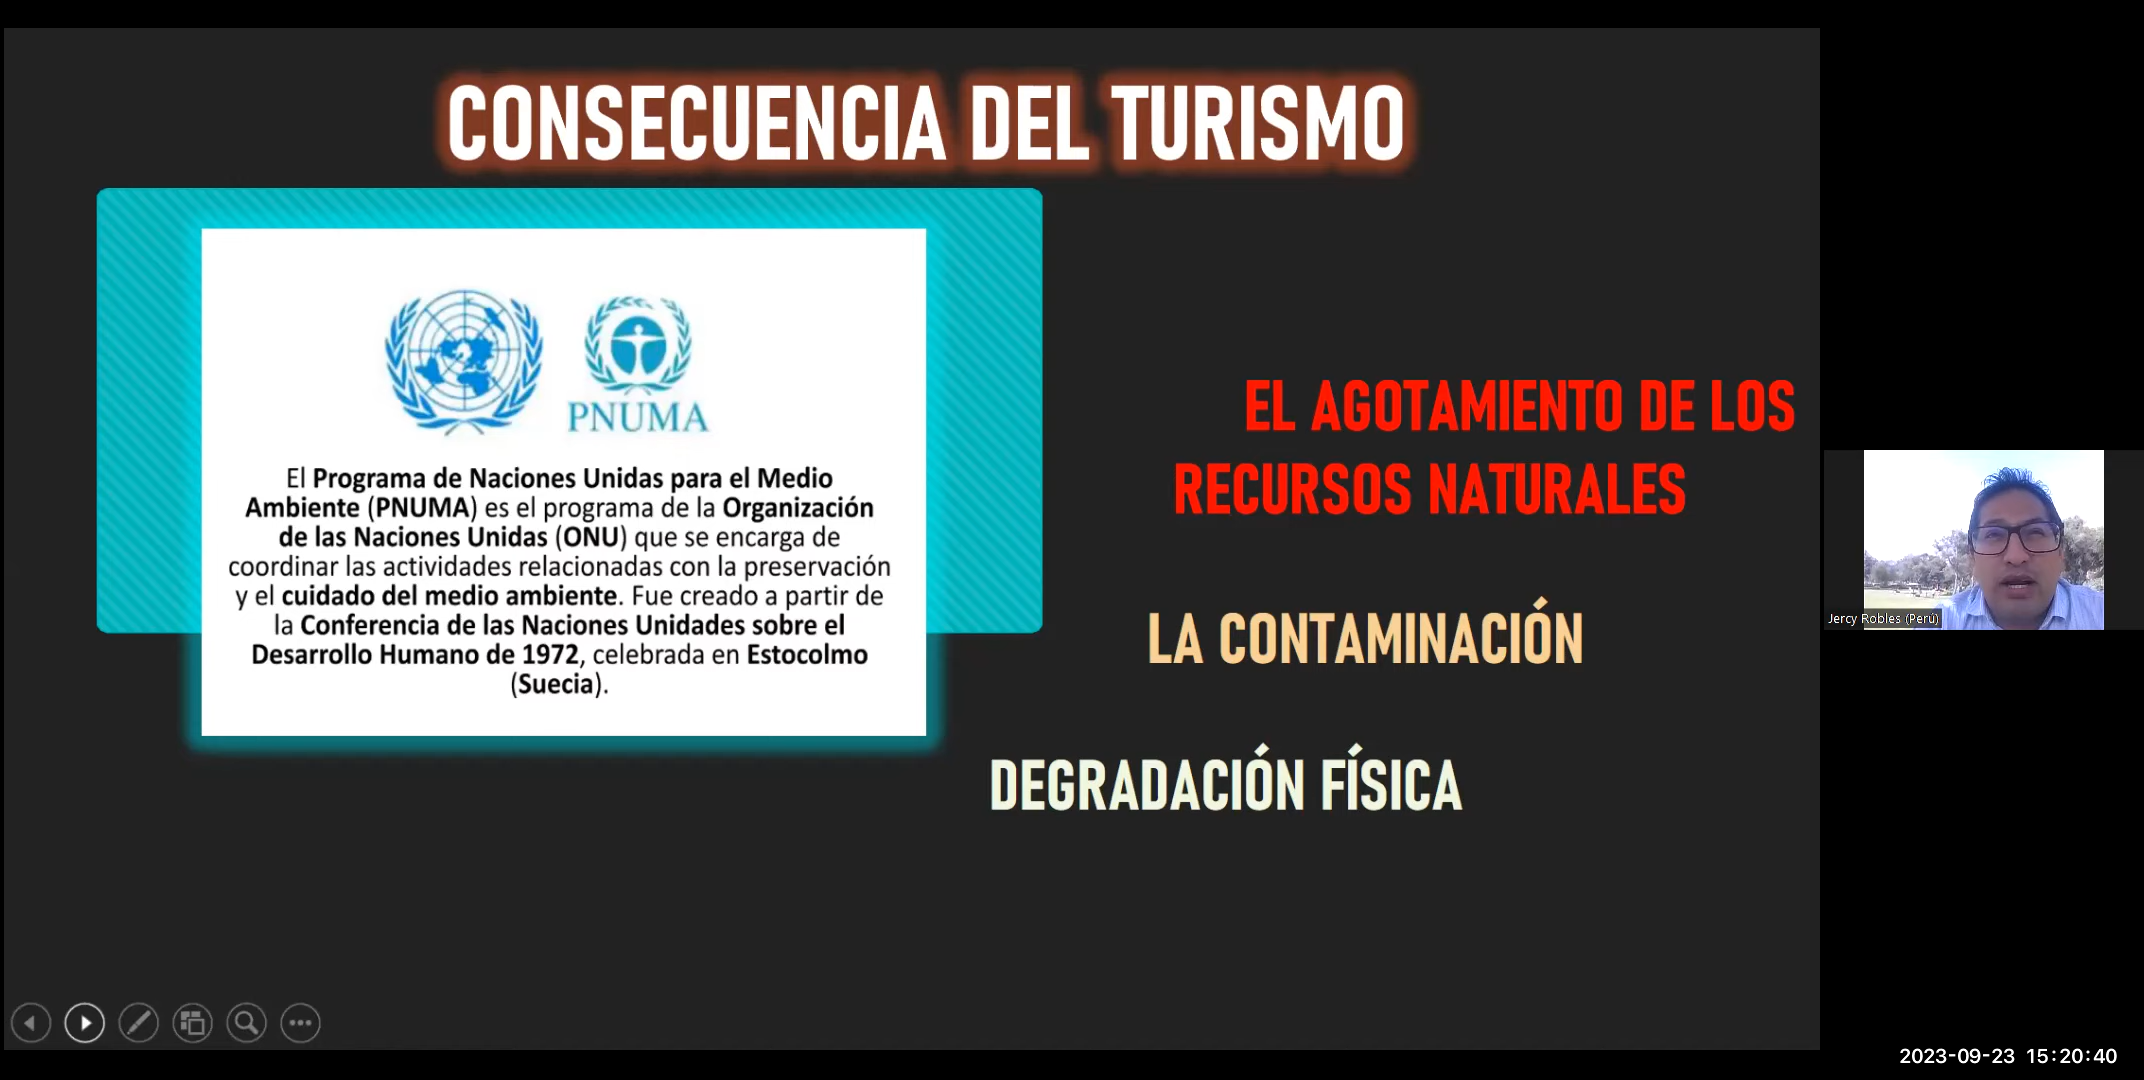 CONSECUENCIA DEL TURISMO
PNUMA
El Programa de Naciones Unidas para el Medio
Ambiente (PNUMA) es el programa de la Organización
de las Naciones Unidas (ONU) que se encarga de
coordinar las actividades relacionadas con la preservación
y el cuidado del medio ambiente. Fue creado a partir de
la Conferencia de las Naciones Unidades sobre el
Desarrollo Humano de 1972, celebrada en Estocolmo
(Suecia).
EL AGOTAMIENTO DE LOS
RECURSOS NATURALES
LA CONTAMINACIÓN
DEGRADACIÓN FÍSICA
Jercy Robles (Perú)
2023-09-23 15:20:40